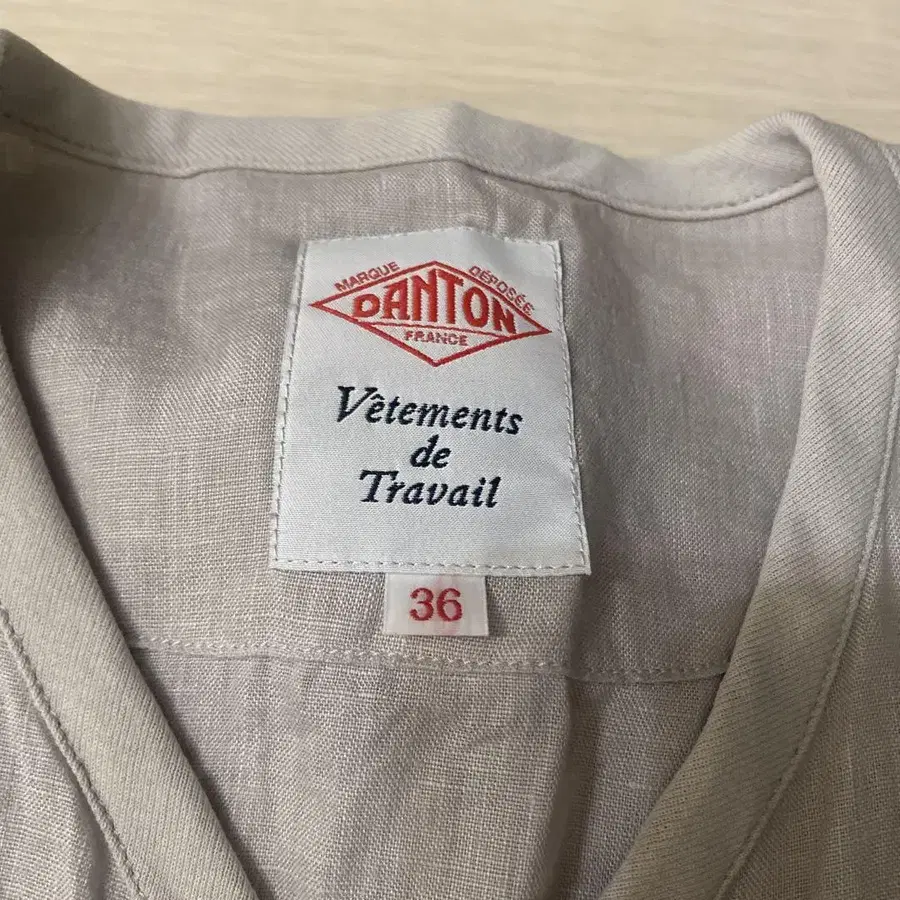 MARQUE DÉPOSÉE
DANTON
FRANCE
Vêtements
de
Travail
36